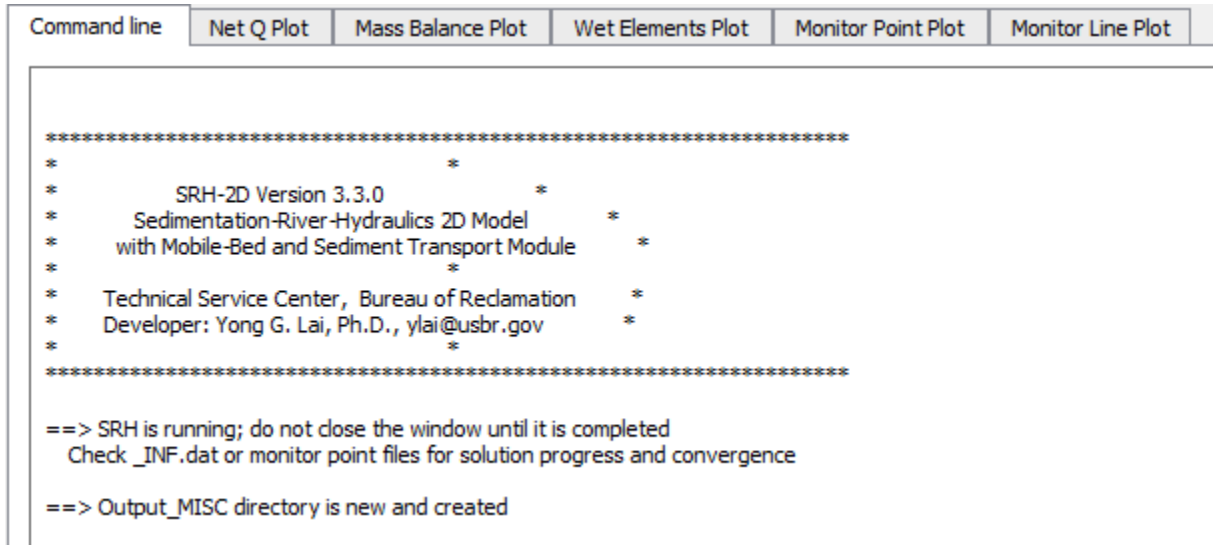 Command line
Net Q Plot
Mass Balance Plot
Wet Elements Plot
Monitor Point Plot
Monitor Line Plot
*******************************************************************
* *
* SRH-2D Version 3.3.0 *
* Sedimentation-River-Hydraulics 2D Model *
* with Mobile-Bed and Sediment Transport Module *
* *
* Technical Service Center, Bureau of Reclamation *
* Developer: Yong G. Lai, Ph.D., ylai@usbr.gov *
* *
*******************************************************************
==> SRH is running; do not close the window until it is completed
Check _INF.dat or monitor point files for solution progress and convergence
==> Output_MISC directory is new and created